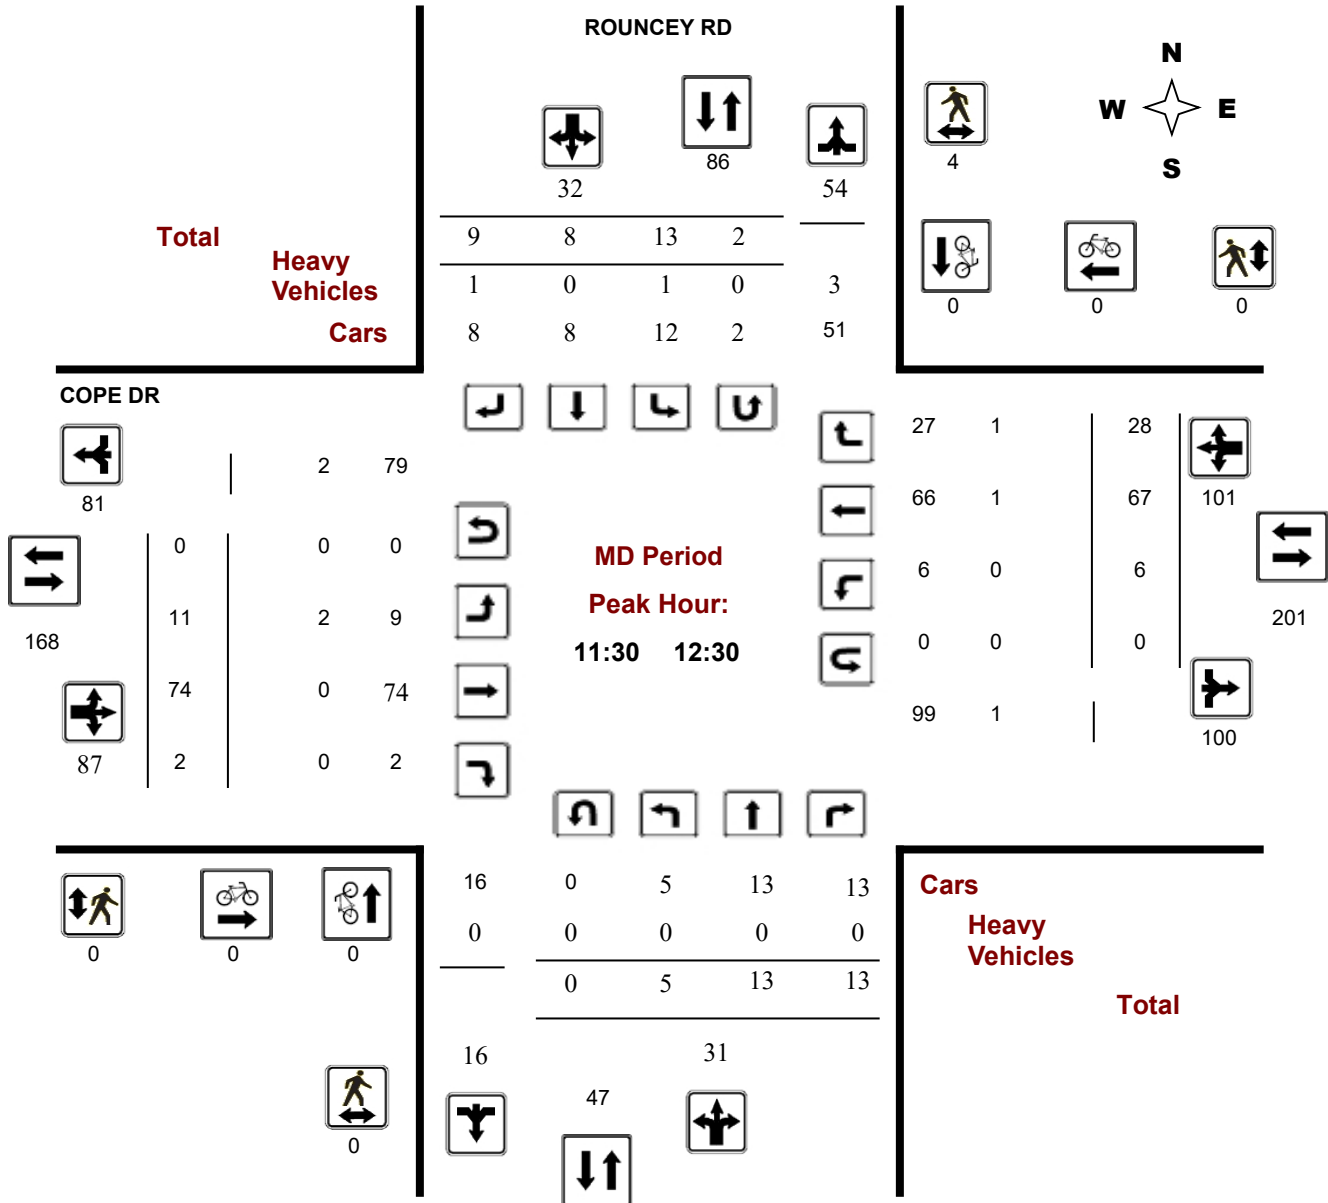 ROUNCEY RD
N
W E
S
86
4
32
54
Total
9 8 13 2
Heavy
Vehicles
1 0 1 0 3
0 0 0
Cars
8 8 12 2 51
COPE DR
27 1 28
2 79
81
66 1 67 101
0 0 0
MD Period
6 0 6
Peak Hour:
11 2 9
201
168
11:30 12:30
0 0 0
74 0 74
99 1
100
87 2 0 2
16 0 5 13 13
Cars
0 0 0 0 0
Heavy
Vehicles
0 0 0
0 5 13 13
Total
16 31
47
0